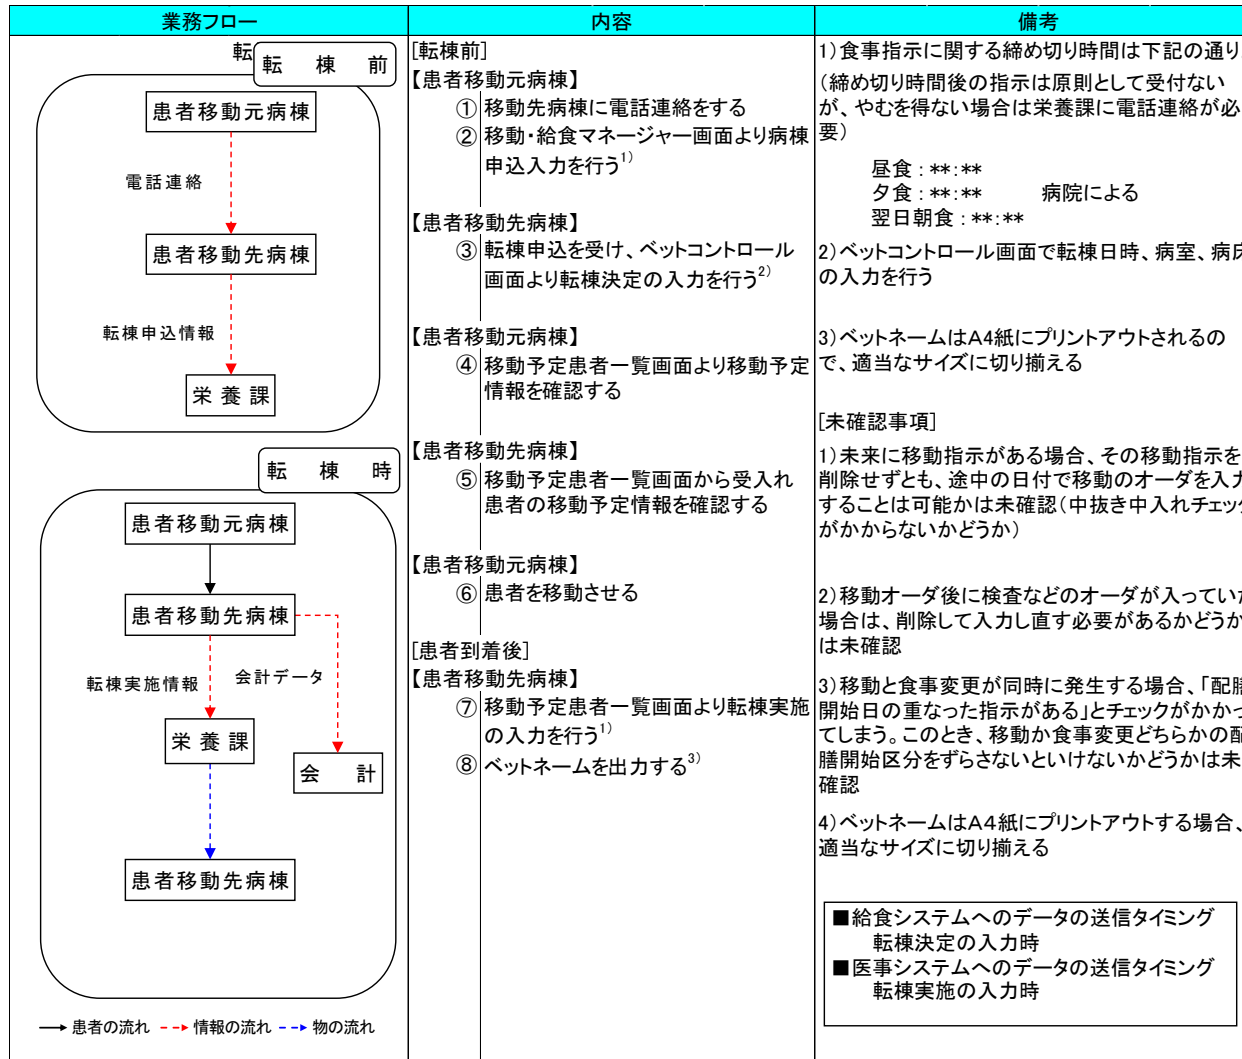 業務フロー
転
転　棟　前
患者移動元病棟
電話連絡
患者移動先病棟
転棟申込情報
栄 養 課
転　棟　時
患者移動元病棟
患者移動先病棟
転棟実施情報
会計データ
栄 養 課
会　計
患者移動先病棟
患者の流れ
情報の流れ
物の流れ
内容
[転棟前]
【患者移動元病棟】
① 移動先病棟に電話連絡をする
② 移動・給食マネージャー画面より病棟
申込入力を行う1)
【患者移動先病棟】
③ 転棟申込を受け、ベットコントロール
画面より転棟決定の入力を行う2)
【患者移動元病棟】
④ 移動予定患者一覧画面より移動予定
情報を確認する
【患者移動先病棟】
⑤ 移動予定患者一覧画面から受入れ
患者の移動予定情報を確認する
【患者移動元病棟】
⑥ 患者を移動させる
[患者到着後]
【患者移動先病棟】
⑦ 移動予定患者一覧画面より転棟実施
の入力を行う1)
⑧ ベットネームを出力する3)
備考
1)食事指示に関する締め切り時間は下記の通り
(締め切り時間後の指示は原則として受付ない
が、やむを得ない場合は栄養課に電話連絡が必
要)
昼食：**:**
夕食：**:**　　病院による
翌日朝食：**:**
2)ベットコントロール画面で転棟日時、病室、病床
の入力を行う
3)ベットネームはA4紙にプリントアウトされるの
で、適当なサイズに切り揃える
[未確認事項]
1)未来に移動指示がある場合、その移動指示を
削除せずとも、途中の日付で移動のオーダを入力
することは可能かは未確認(中抜き中入れチェック
がかからないかどうか)
2)移動オーダ後に検査などのオーダが入っていた
場合は、削除して入力し直す必要があるかどうか
は未確認
3)移動と食事変更が同時に発生する場合、「配膳
開始日の重なった指示がある」とチェックがかかっ
てしまう。このとき、移動か食事変更どちらかの配
膳開始区分をずらさないといけないかどうかは未
確認
4)ベットネームはA4紙にプリントアウトする場合、
適当なサイズに切り揃える
■給食システムへのデータの送信タイミング
転棟決定の入力時
■医事システムへのデータの送信タイミング
転棟実施の入力時